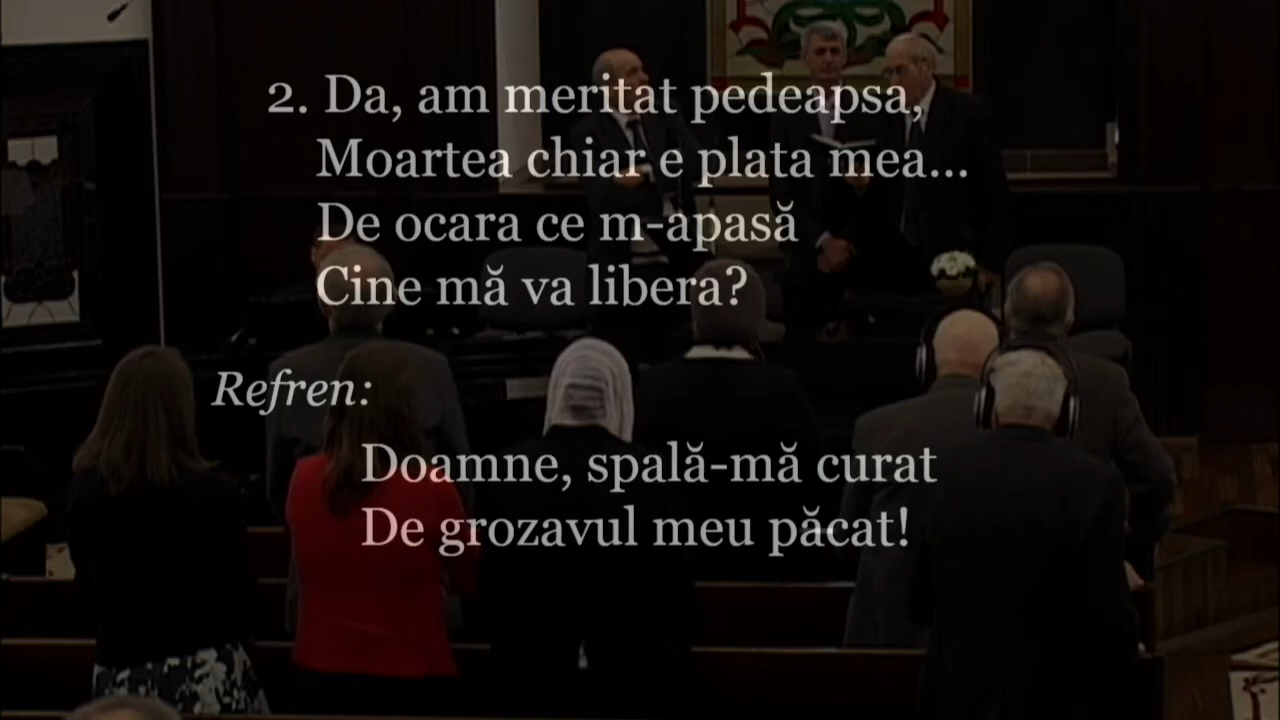 2. Da, am meritat pedeapsa,
Moartea chiar e plata mea...
De ocara ce m-apasă
Cine mă va libera?
Refren:
Doamne, spală-mă curat
De grozavul meu păcat!